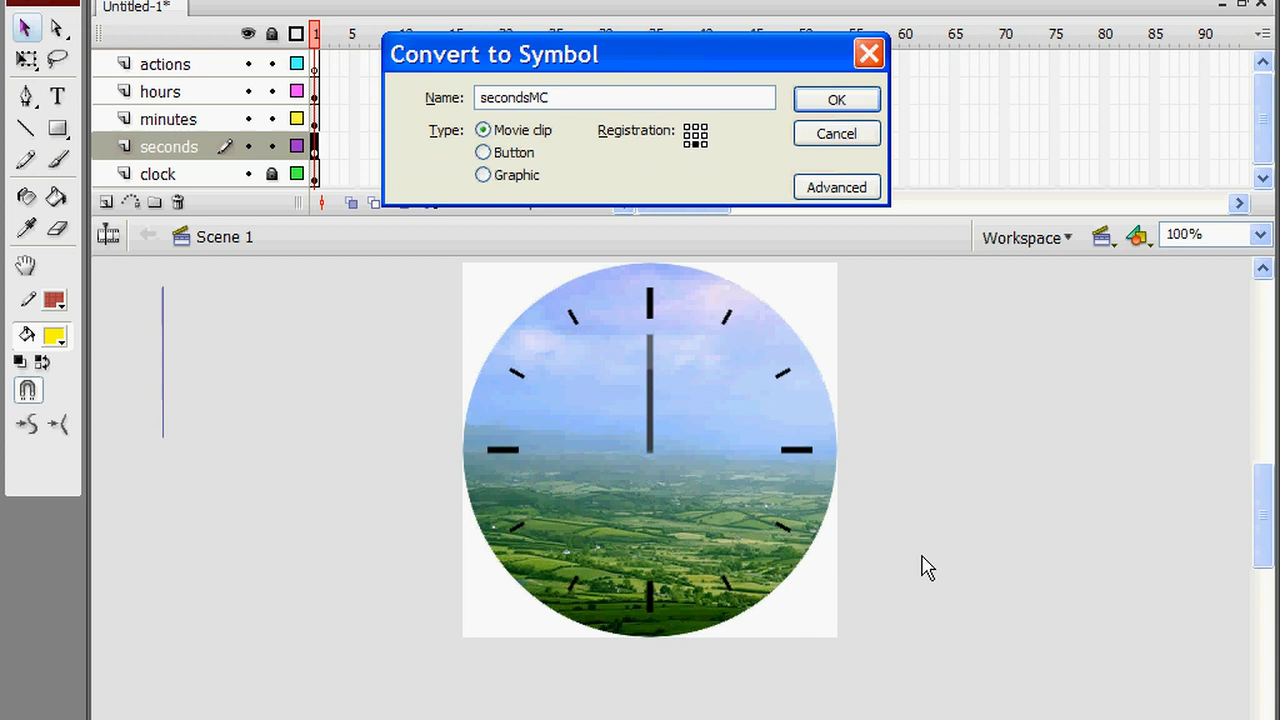 Untitled-1*
1 5 60 65 70 75 80 85 90
Convert to Symbol
actions
hours
minutes
seconds
clock
Name: secondsMC
OK
Type: Movie clip
Registration:
Cancel
Button
Graphic
Advanced
Scene 1
Workspace
100%
T